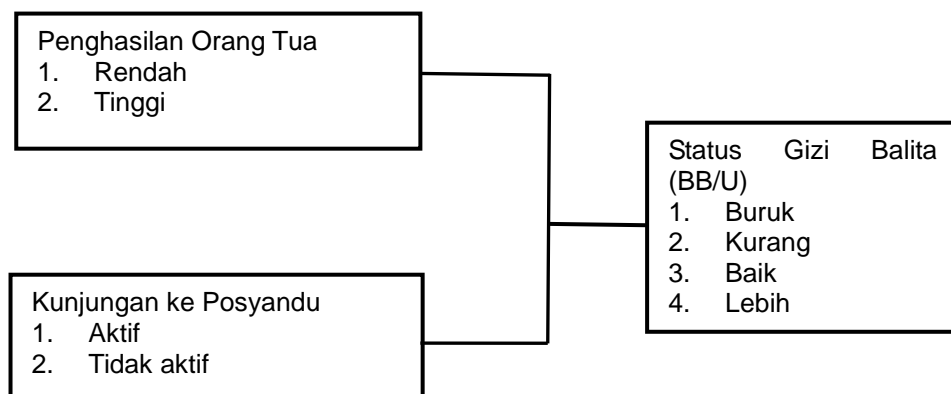 Penghasilan Orang Tua
1. Rendah
2. Tinggi
Status Gizi Balita
(BB/U)
1. Buruk
2. Kurang
3. Baik
4. Lebih
Kunjungan ke Posyandu
1. Aktif
2. Tidak aktif